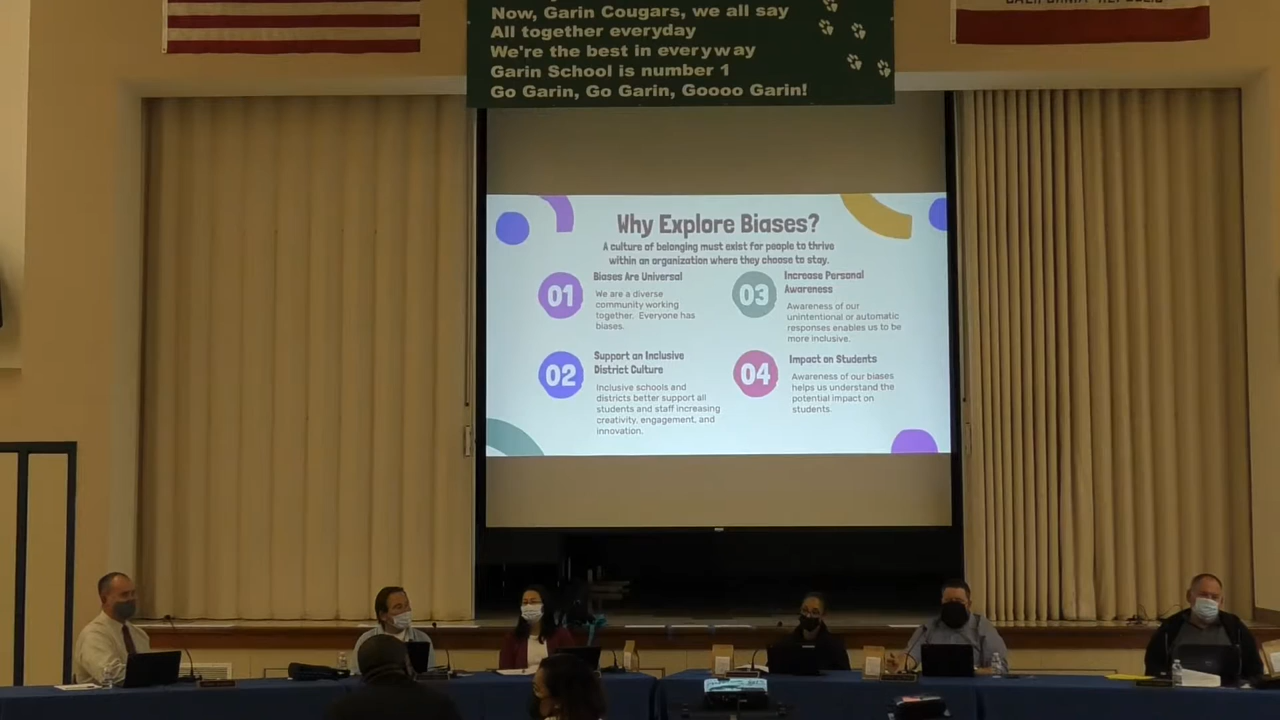 Now, Garin Cougars, we all say
All together everyday
We're the best in everyway
Garin School is number 1
Go Garin, Go Garin, Goooo Garin!
CALIFORNIA REPUBLIC
Why Explore Biases?
A culture of belonging must exist for people to thrive
within an organization where they choose to stay.
01
Biases Are Universal
We are a diverse
community working
together. Everyone has
biases.
02
Support an Inclusive
District Culture
Inclusive schools and
districts better support all
students and staff increasing
creativity, engagement, and
innovation.
03
Increase Personal
Awareness
Awareness of our
unintentional or automatic
responses enables us to be
more inclusive.
04
Impact on Students
Awareness of our biases
helps us understand the
potential impact on
students.